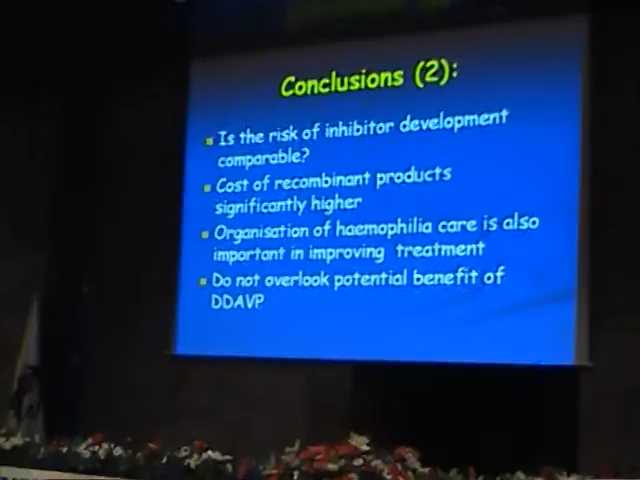 Conclusions (2):
Is the risk of inhibitor development
comparable?
Cost of recombinant products
significantly higher
Organisation of haemophilia care is also
important in improving treatment
Do not overlook potential benefit of
DDAVP